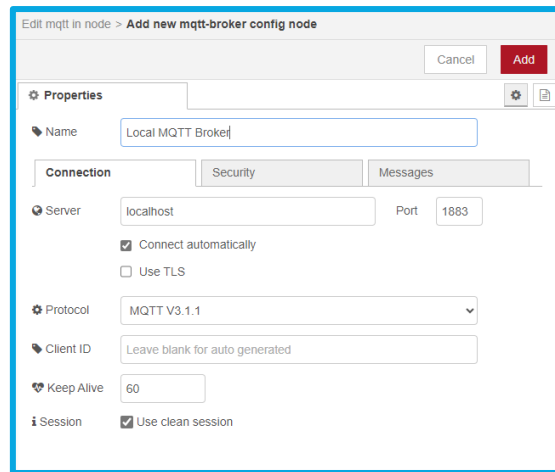 Edit mqtt in node > Add new mqtt-broker config node
Cancel Add
Properties
Name Local MQTT Broker
Connection Security Messages
Server localhost Port 1883
Connect automatically
Use TLS
Protocol MQTT V3.1.1
Client ID Leave blank for auto generated
Keep Alive 60
Session Use clean session